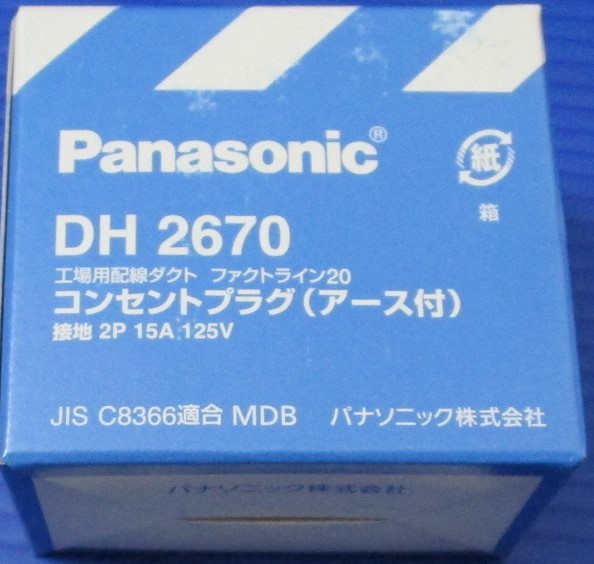 Panasonic®
紙
箱
DH 2670
工場用配線ダクト ファクトライン20
コンセントプラグ(アース付)
接地 2P 15A 125V
JIS C8366適合 MDB パナソニック株式会社
パナソニック株式会社